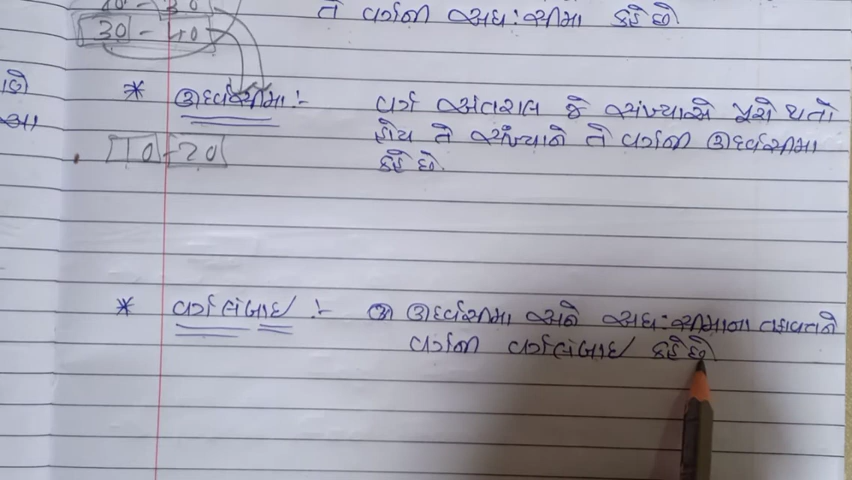 તે વર્ગની અધઃસીમા કહે છે
30 - 40
* ઊર્ધ્વસીમા :- વર્ગ અંતરાલ જે સંખ્યાએ પુરો થતો
10 - 20 હોય તે સંખ્યાને તે વર્ગની ઊર્ધ્વસીમા
કહે છે.
* વર્ગલંબાઇ :- ઊર્ધ્વસીમા અને અધઃસીમાના તફાવતને
વર્ગની વર્ગલંબાઇ કહે છે